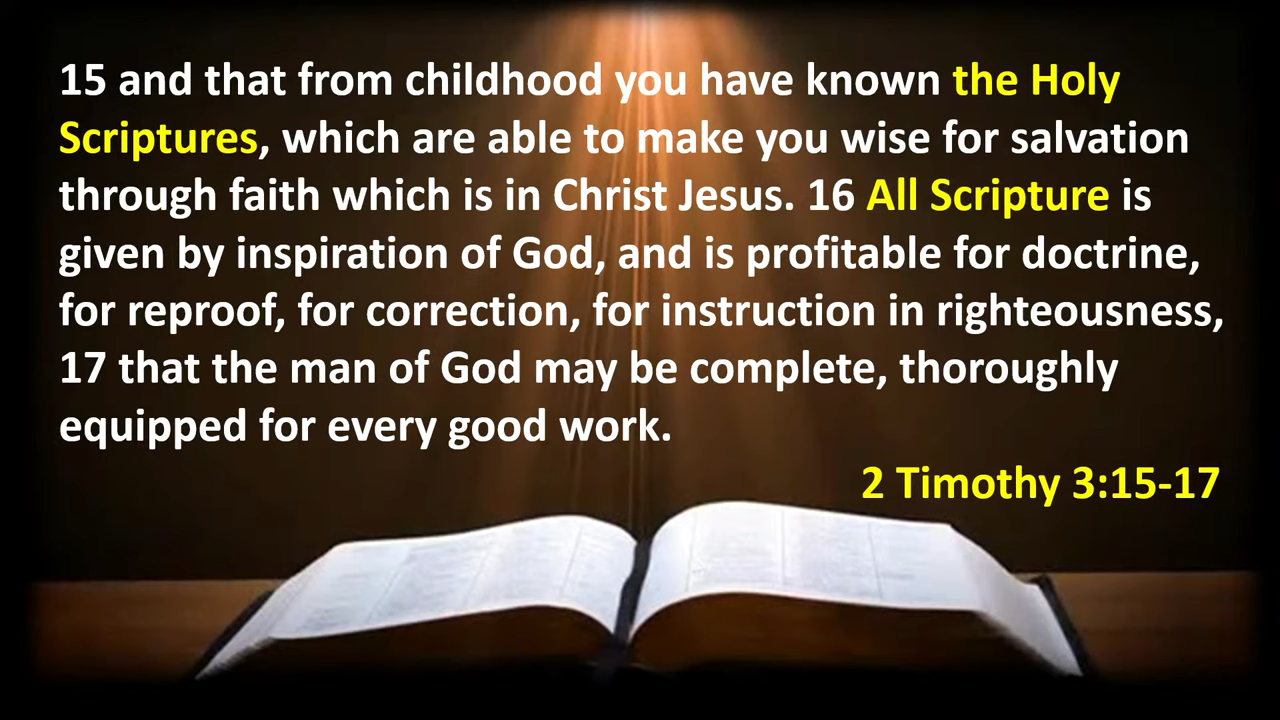 15 and that from childhood you have known the Holy
Scriptures, which are able to make you wise for salvation
through faith which is in Christ Jesus. 16 All Scripture is
given by inspiration of God, and is profitable for doctrine,
for reproof, for correction, for instruction in righteousness,
17 that the man of God may be complete, thoroughly
equipped for every good work.
2 Timothy 3:15-17